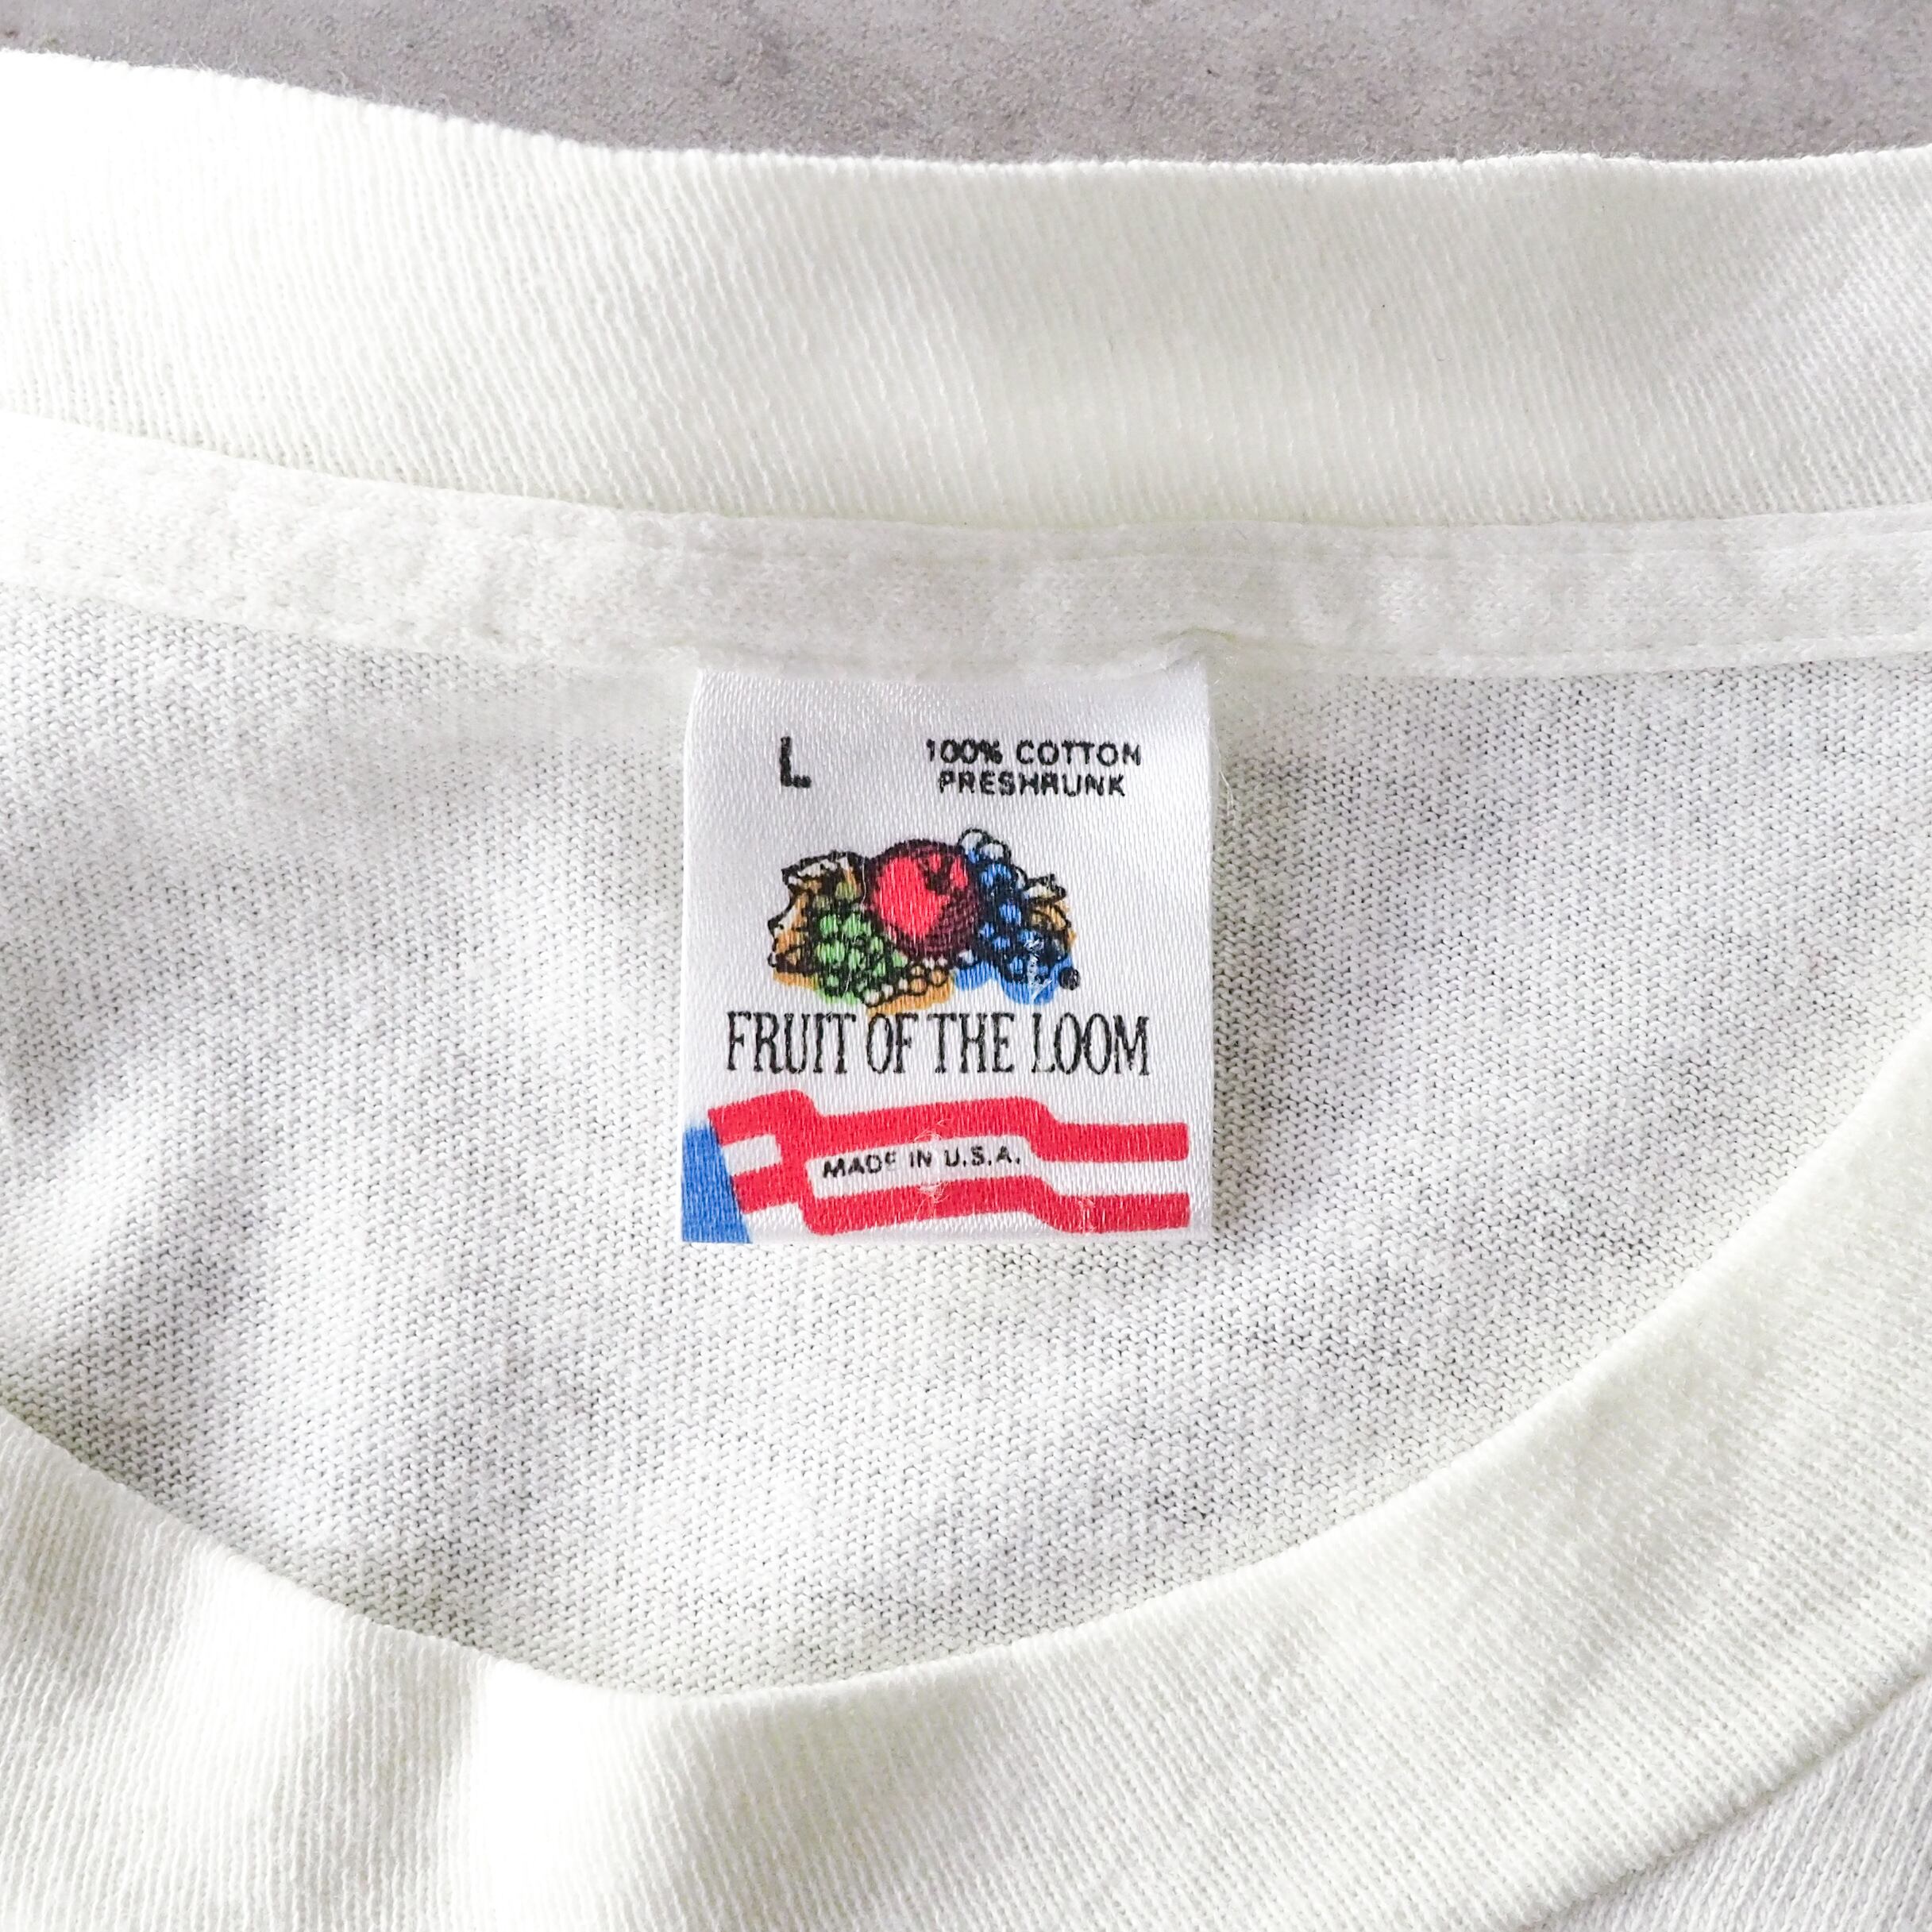 L
100% COTTON
PRESHRUNK
FRUIT OF THE LOOM
MADE IN U.S.A.